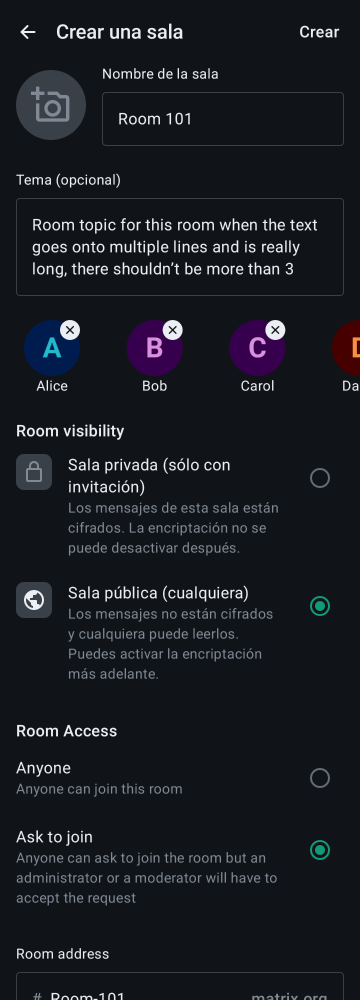 Crear una sala
Crear
Nombre de la sala
Room 101
Tema (opcional)
Room topic for this room when the text
goes onto multiple lines and is really
long, there shouldn't be more than 3
A
B
C
Alice
Bob
Carol
Da
Room visibility
Sala privada (sólo con
invitación)
Los mensajes de esta sala están
cifrados. La encriptación no se
puede desactivar después.
Sala pública (cualquiera)
Los mensajes no están cifrados
y cualquiera puede leerlos.
Puedes activar la encriptación
más adelante.
Room Access
Anyone
Anyone can join this room
Ask to join
Anyone can ask to join the room but an
administrator or a moderator will have to
accept the request
Room address
# Room-101
matrix.org